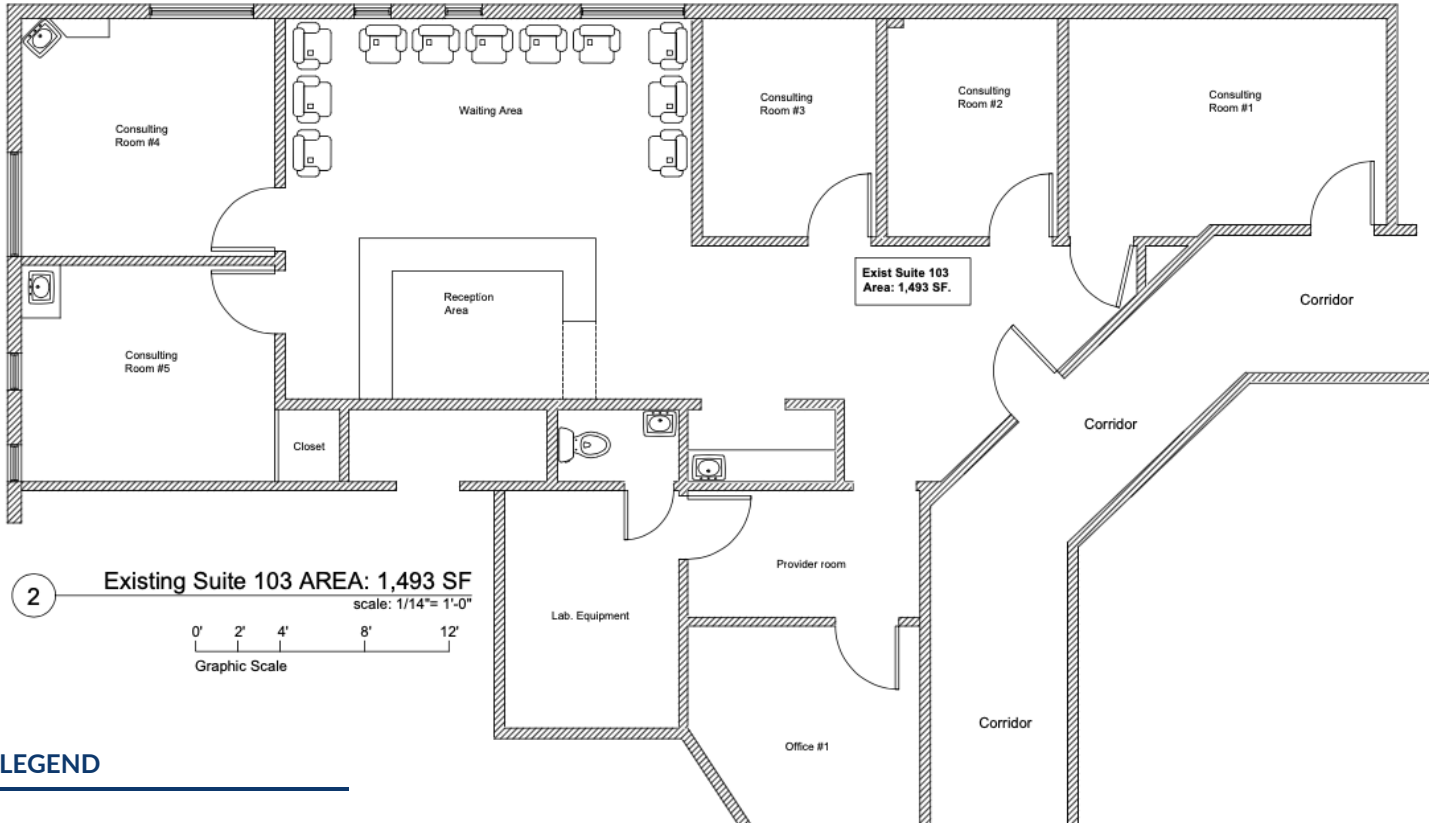 Consulting
Room #4
Waiting Area
Consulting
Room #3
Consulting
Room #2
Consulting
Room #1
Exist Suite 103
Area: 1,493 SF.
Corridor
Reception
Area
Consulting
Room #5
Corridor
Closet
Provider room
2
Existing Suite 103 AREA: 1,493 SF
scale: 1/14"= 1'-0"
0' 2' 4' 8' 12'
Graphic Scale
Lab. Equipment
Corridor
Office #1
LEGEND